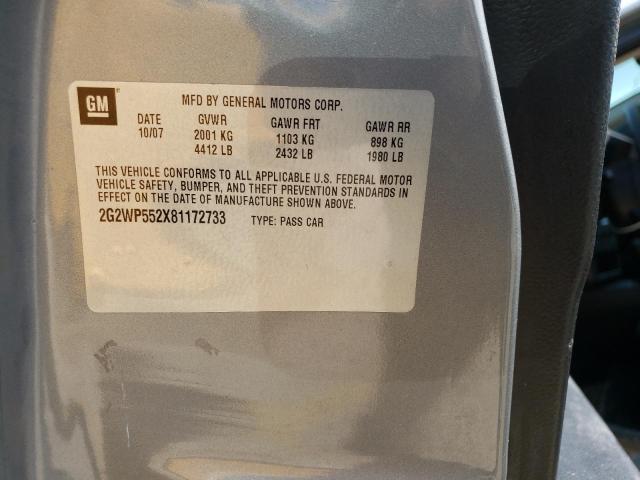 GM
MFD BY GENERAL MOTORS CORP.
DATE GVWR GAWR FRT GAWR RR
10/07 2001 KG 1103 KG 898 KG
4412 LB 2432 LB 1980 LB
THIS VEHICLE CONFORMS TO ALL APPLICABLE U.S. FEDERAL MOTOR
VEHICLE SAFETY, BUMPER, AND THEFT PREVENTION STANDARDS IN
EFFECT ON THE DATE OF MANUFACTURE SHOWN ABOVE.
2G2WP552X81172733 TYPE: PASS CAR